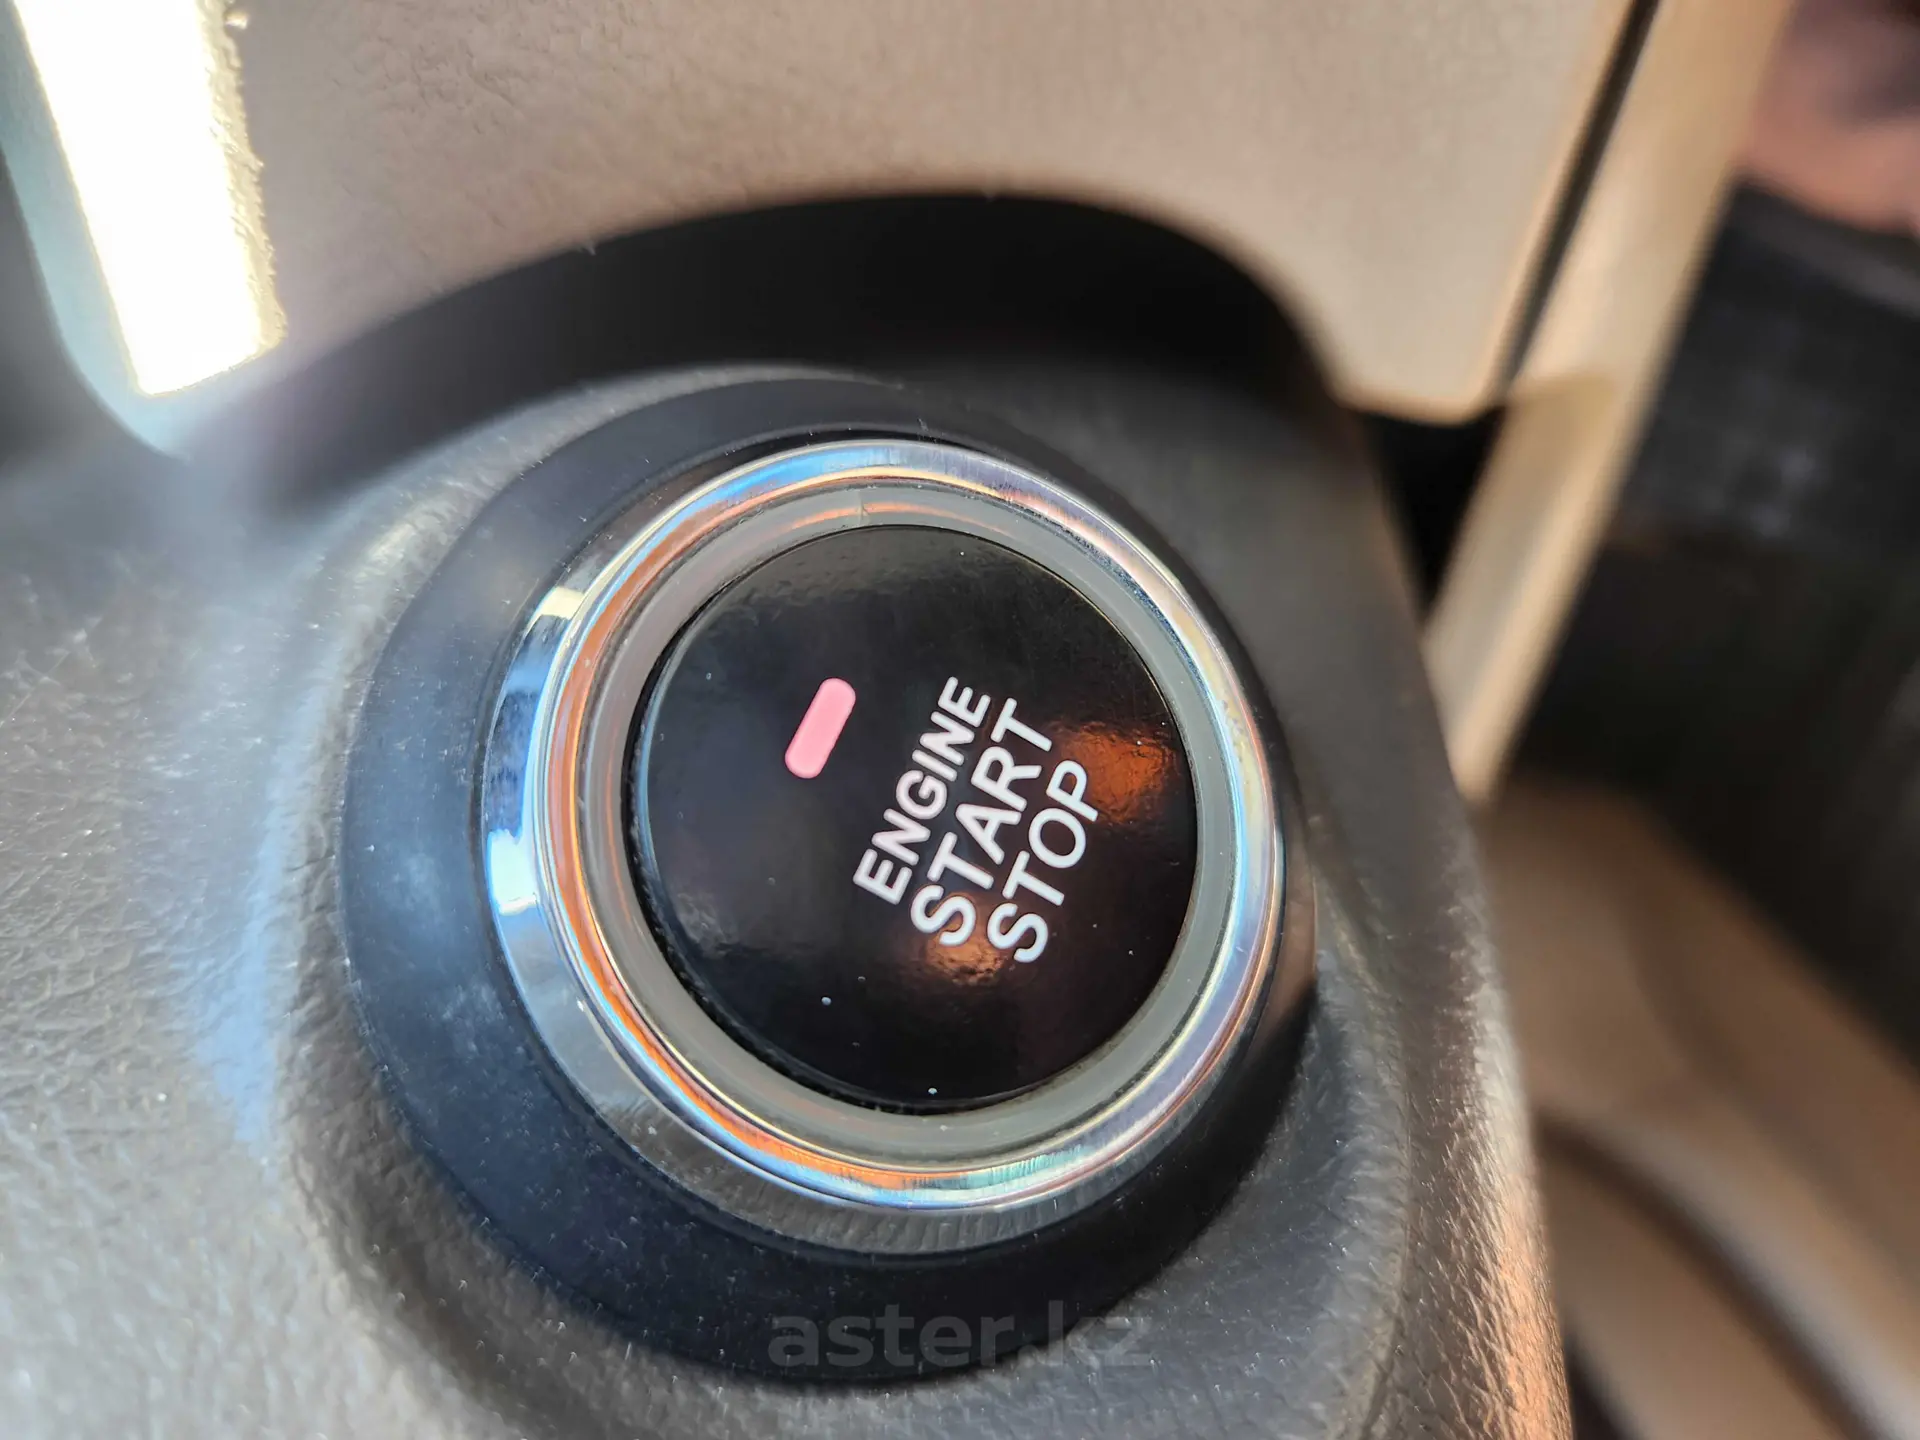 ENGINE
START
STOP
aster.kz